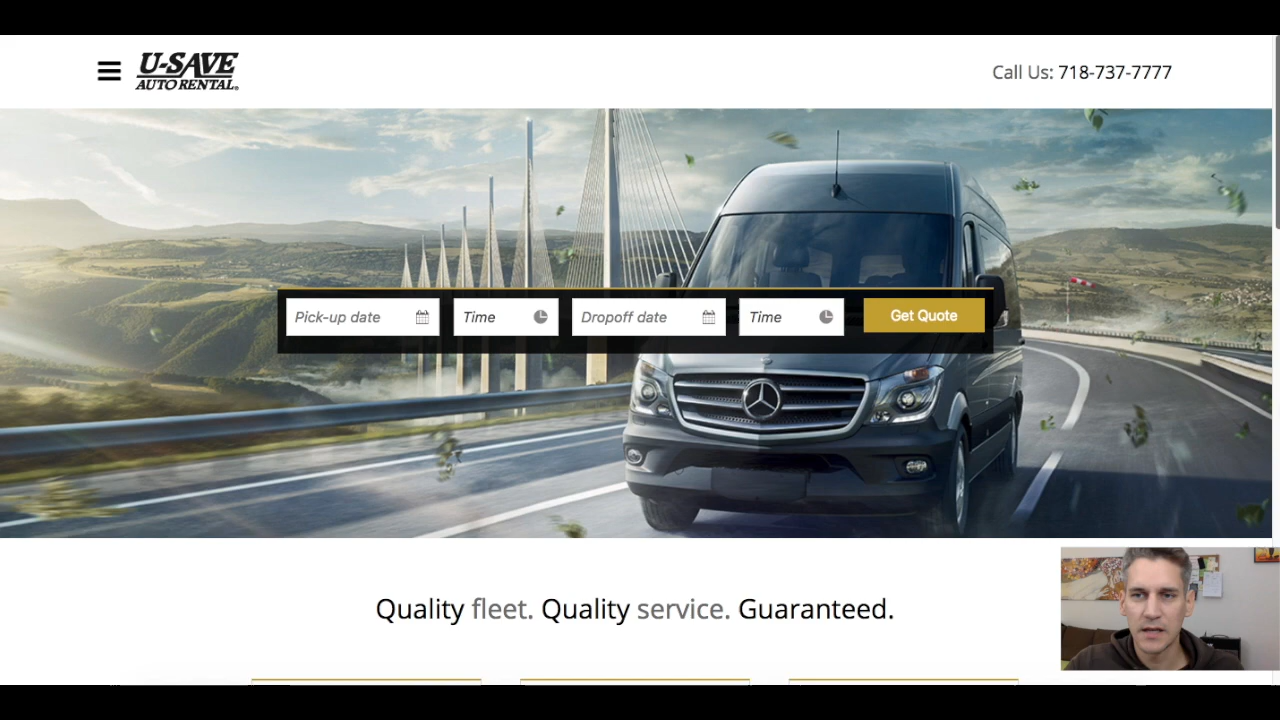 U-SAVE
AUTO RENTAL®
Call Us: 718-737-7777
Pick-up date
Time
Dropoff date
Time
Get Quote
Quality fleet. Quality service. Guaranteed.